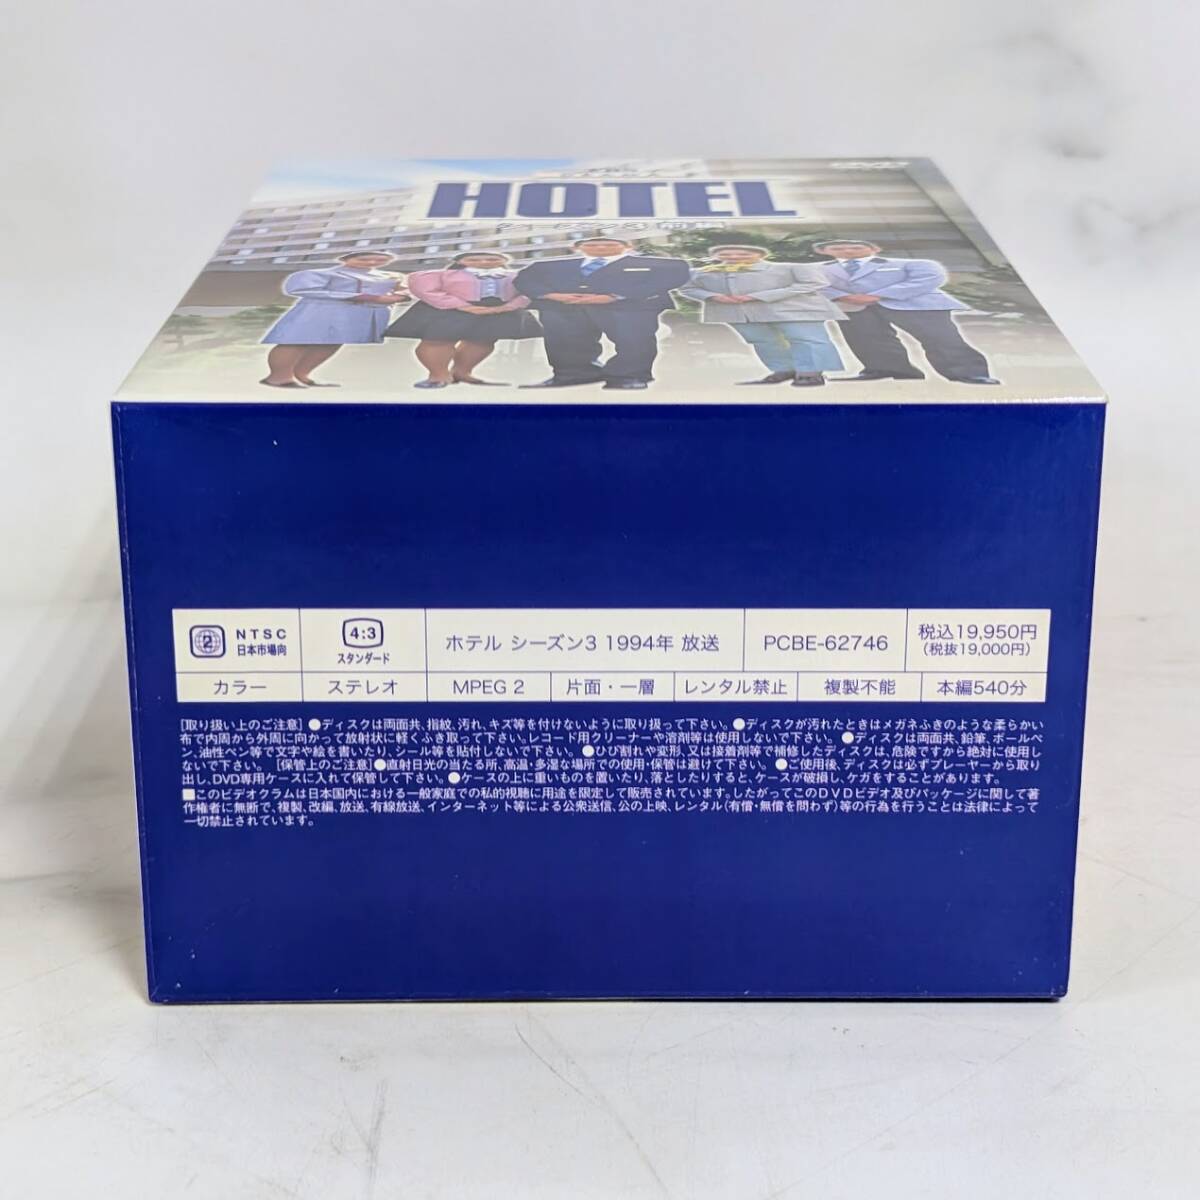 HOTEL
2
NTSC
日本市場向
4:3
スタンダード
ホテル シーズン3 1994年 放送
PCBE-62746
税込19,950円
(税抜19,000円)
カラー
ステレオ
MPEG 2
片面・一層
レンタル禁止
複製不能
本編540分
[取り扱い上のご注意] ●ディスクは両面共、指紋、汚れ、キズ等を付けないように取り扱って下さい。●ディスクが汚れたときはメガネふきのような柔らかい
布で内周から外周に向かって放射状に軽くふき取って下さい。レコード用クリーナーや溶剤等は使用しないで下さい。●ディスクは両面共、鉛筆、ボールペ
ン、油性ペン等で文字や絵を書いたり、シール等を貼付しないで下さい。●ひび割れや変形、又は接着剤等で補修したディスクは、危険ですから絶対に使用し
ないで下さい。[保管上のご注意]●直射日光の当たる所、高温・多湿な場所での使用・保管は避けて下さい。●ご使用後、ディスクは必ずプレーヤーから取り
出し、DVD専用ケースに入れて保管して下さい。●ケースの上に重いものを置いたり、落としたりすると、ケースが破損し、ケガをすることがあります。
■このビデオグラムは日本国内における一般家庭での私的視聴に用途を限定して販売されています。したがってこのDVDビデオ及びパッケージに関して著
作権者に無断で、複製、改編、放送、有線放送、インターネット等による公衆送信、公の上映、レンタル(有償・無償を問わず)等の行為を行うことは法律によって
一切禁止されています。